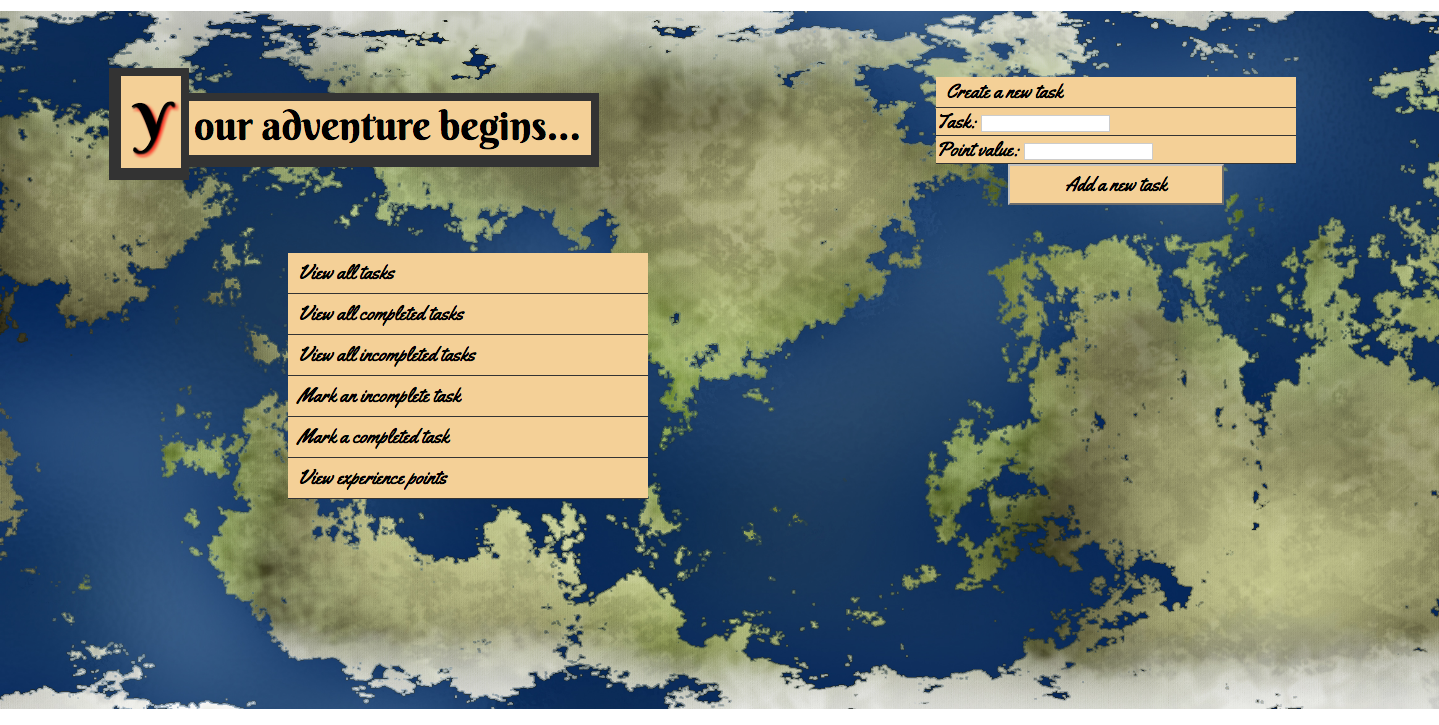 your adventure begins...
Create a new task
Task:
Point value:
Add a new task
View all tasks
View all completed tasks
View all incompleted tasks
Mark an incomplete task
Mark a completed task
View experience points